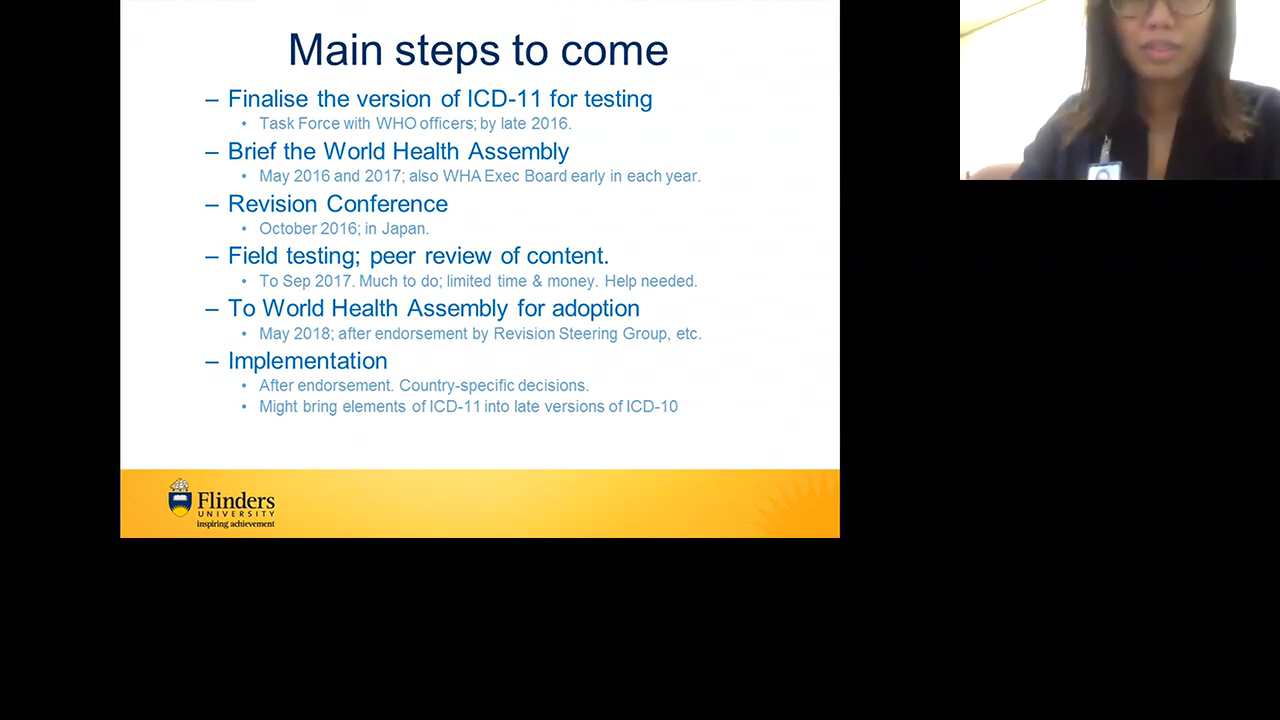 Main steps to come
– Finalise the version of ICD-11 for testing
• Task Force with WHO officers; by late 2016.
– Brief the World Health Assembly
• May 2016 and 2017; also WHA Exec Board early in each year.
– Revision Conference
• October 2016; in Japan.
– Field testing; peer review of content.
• To Sep 2017. Much to do; limited time & money. Help needed.
– To World Health Assembly for adoption
• May 2018; after endorsement by Revision Steering Group, etc.
– Implementation
• After endorsement. Country-specific decisions.
• Might bring elements of ICD-11 into late versions of ICD-10
Flinders
UNIVERSITY
inspiring achievement